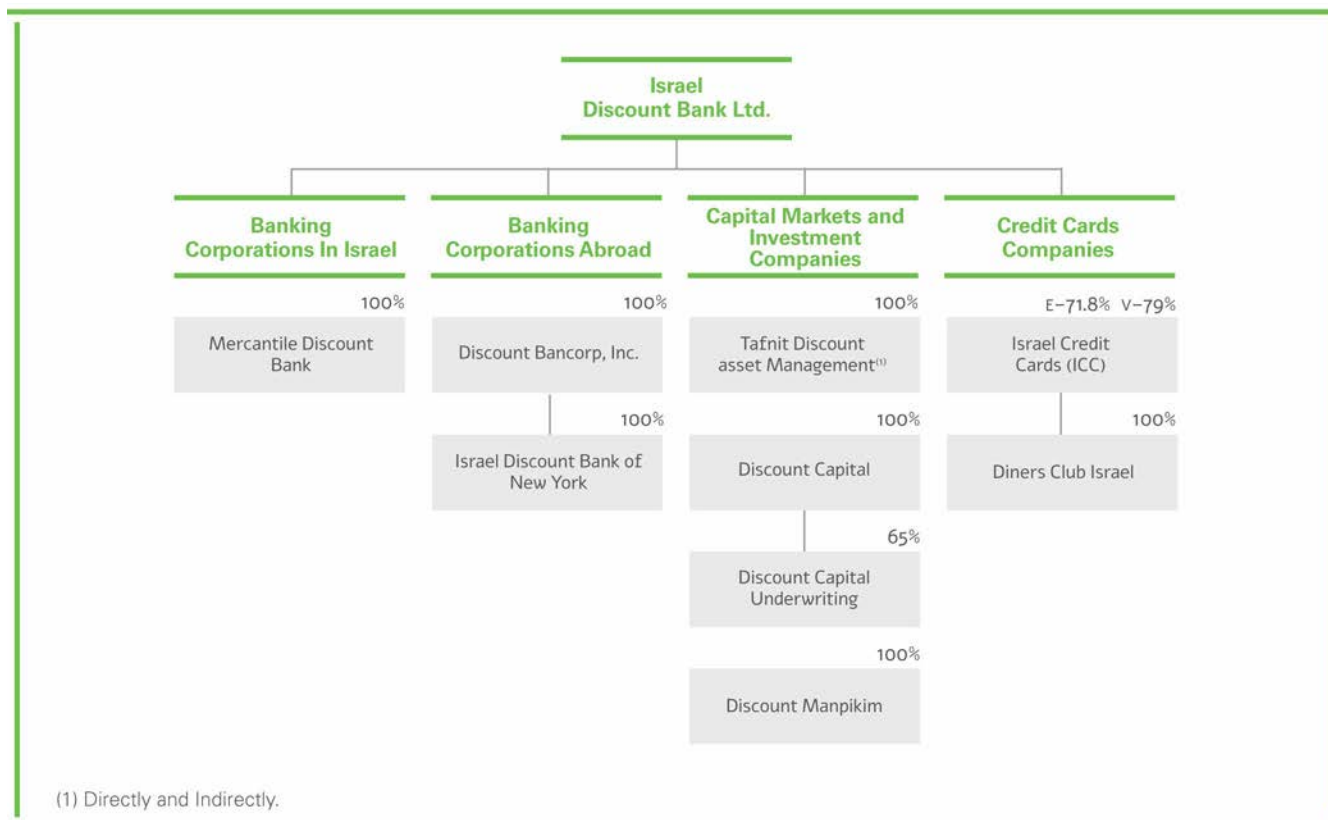 Israel
Discount Bank Ltd.
Banking
Corporations In Israel
100%
Mercantile Discount
Bank
Banking
Corporations Abroad
100%
Discount Bancorp, Inc.
100%
Israel Discount Bank of
New York
Capital Markets and
Investment
Companies
100%
Tafnit Discount
asset Management(1)
100%
Discount Capital
65%
Discount Capital
Underwriting
100%
Discount Manpikim
Credit Cards
Companies
E–71.8% V–79%
Israel Credit
Cards (ICC)
100%
Diners Club Israel
(1) Directly and Indirectly.